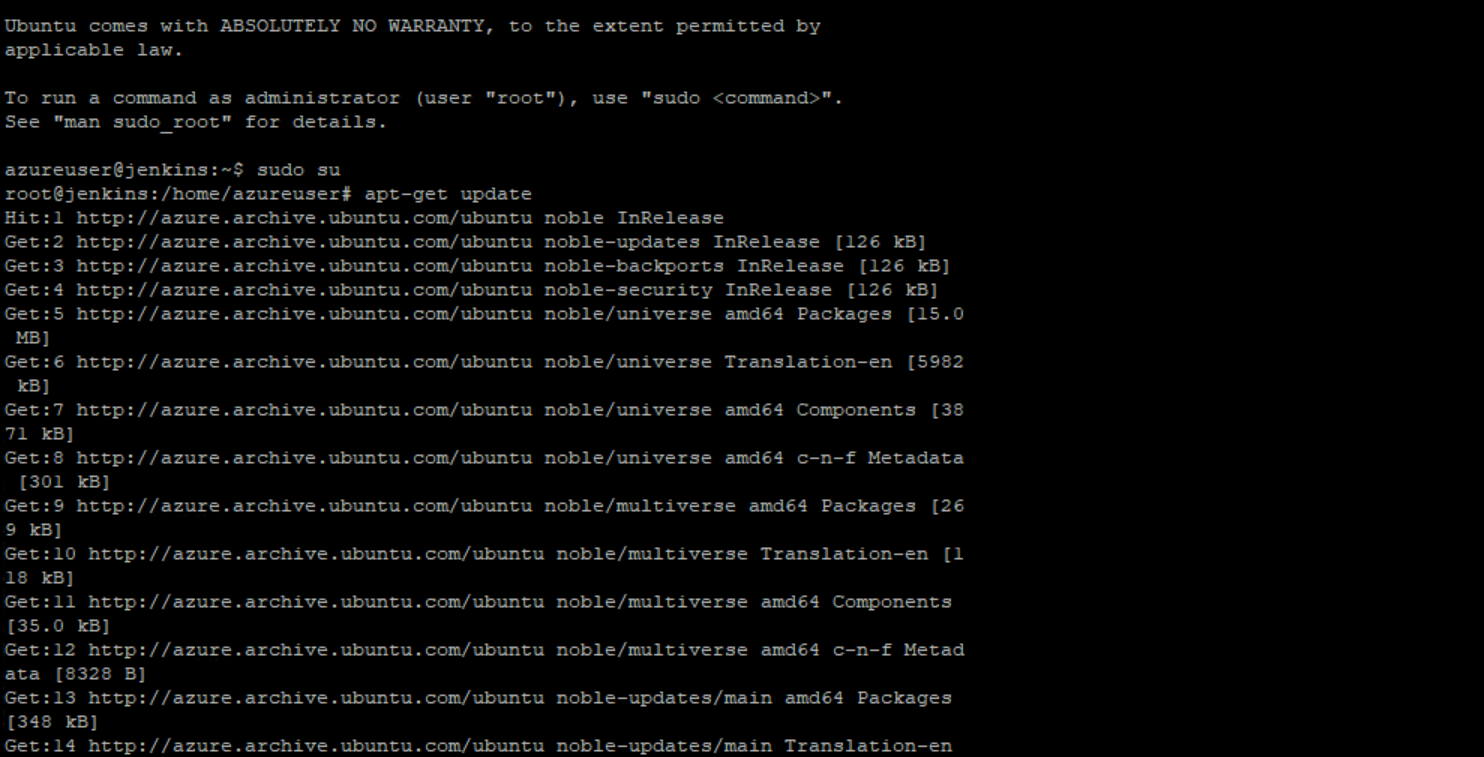 Ubuntu comes with ABSOLUTELY NO WARRANTY, to the extent permitted by
applicable law.
To run a command as administrator (user "root"), use "sudo <command>".
See "man sudo_root" for details.
azureuser@jenkins:~$ sudo su
root@jenkins:/home/azureuser# apt-get update
Hit:1 http://azure.archive.ubuntu.com/ubuntu noble InRelease
Get:2 http://azure.archive.ubuntu.com/ubuntu noble-updates InRelease [126 kB]
Get:3 http://azure.archive.ubuntu.com/ubuntu noble-backports InRelease [126 kB]
Get:4 http://azure.archive.ubuntu.com/ubuntu noble-security InRelease [126 kB]
Get:5 http://azure.archive.ubuntu.com/ubuntu noble/universe amd64 Packages [15.0
 MB]
Get:6 http://azure.archive.ubuntu.com/ubuntu noble/universe Translation-en [5982
 kB]
Get:7 http://azure.archive.ubuntu.com/ubuntu noble/universe amd64 Components [38
71 kB]
Get:8 http://azure.archive.ubuntu.com/ubuntu noble/universe amd64 c-n-f Metadata
 [301 kB]
Get:9 http://azure.archive.ubuntu.com/ubuntu noble/multiverse amd64 Packages [26
9 kB]
Get:10 http://azure.archive.ubuntu.com/ubuntu noble/multiverse Translation-en [1
18 kB]
Get:11 http://azure.archive.ubuntu.com/ubuntu noble/multiverse amd64 Components
[35.0 kB]
Get:12 http://azure.archive.ubuntu.com/ubuntu noble/multiverse amd64 c-n-f Metad
ata [8328 B]
Get:13 http://azure.archive.ubuntu.com/ubuntu noble-updates/main amd64 Packages
[348 kB]
Get:14 http://azure.archive.ubuntu.com/ubuntu noble-updates/main Translation-en